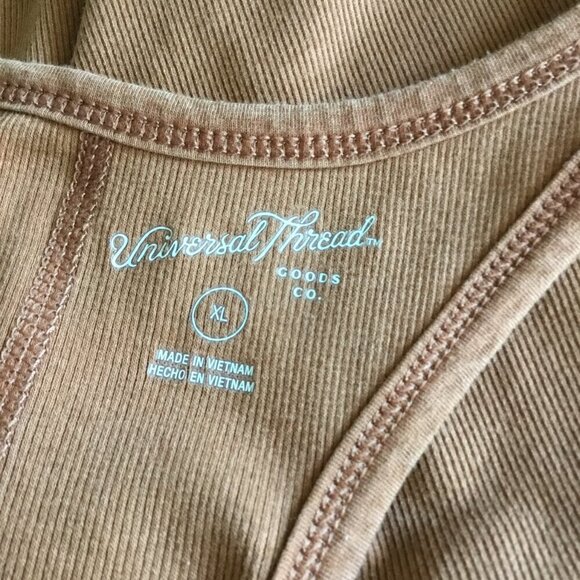 Universal Thread™
GOODS
CO.
XL
MADE IN VIETNAM
HECHO EN VIETNAM